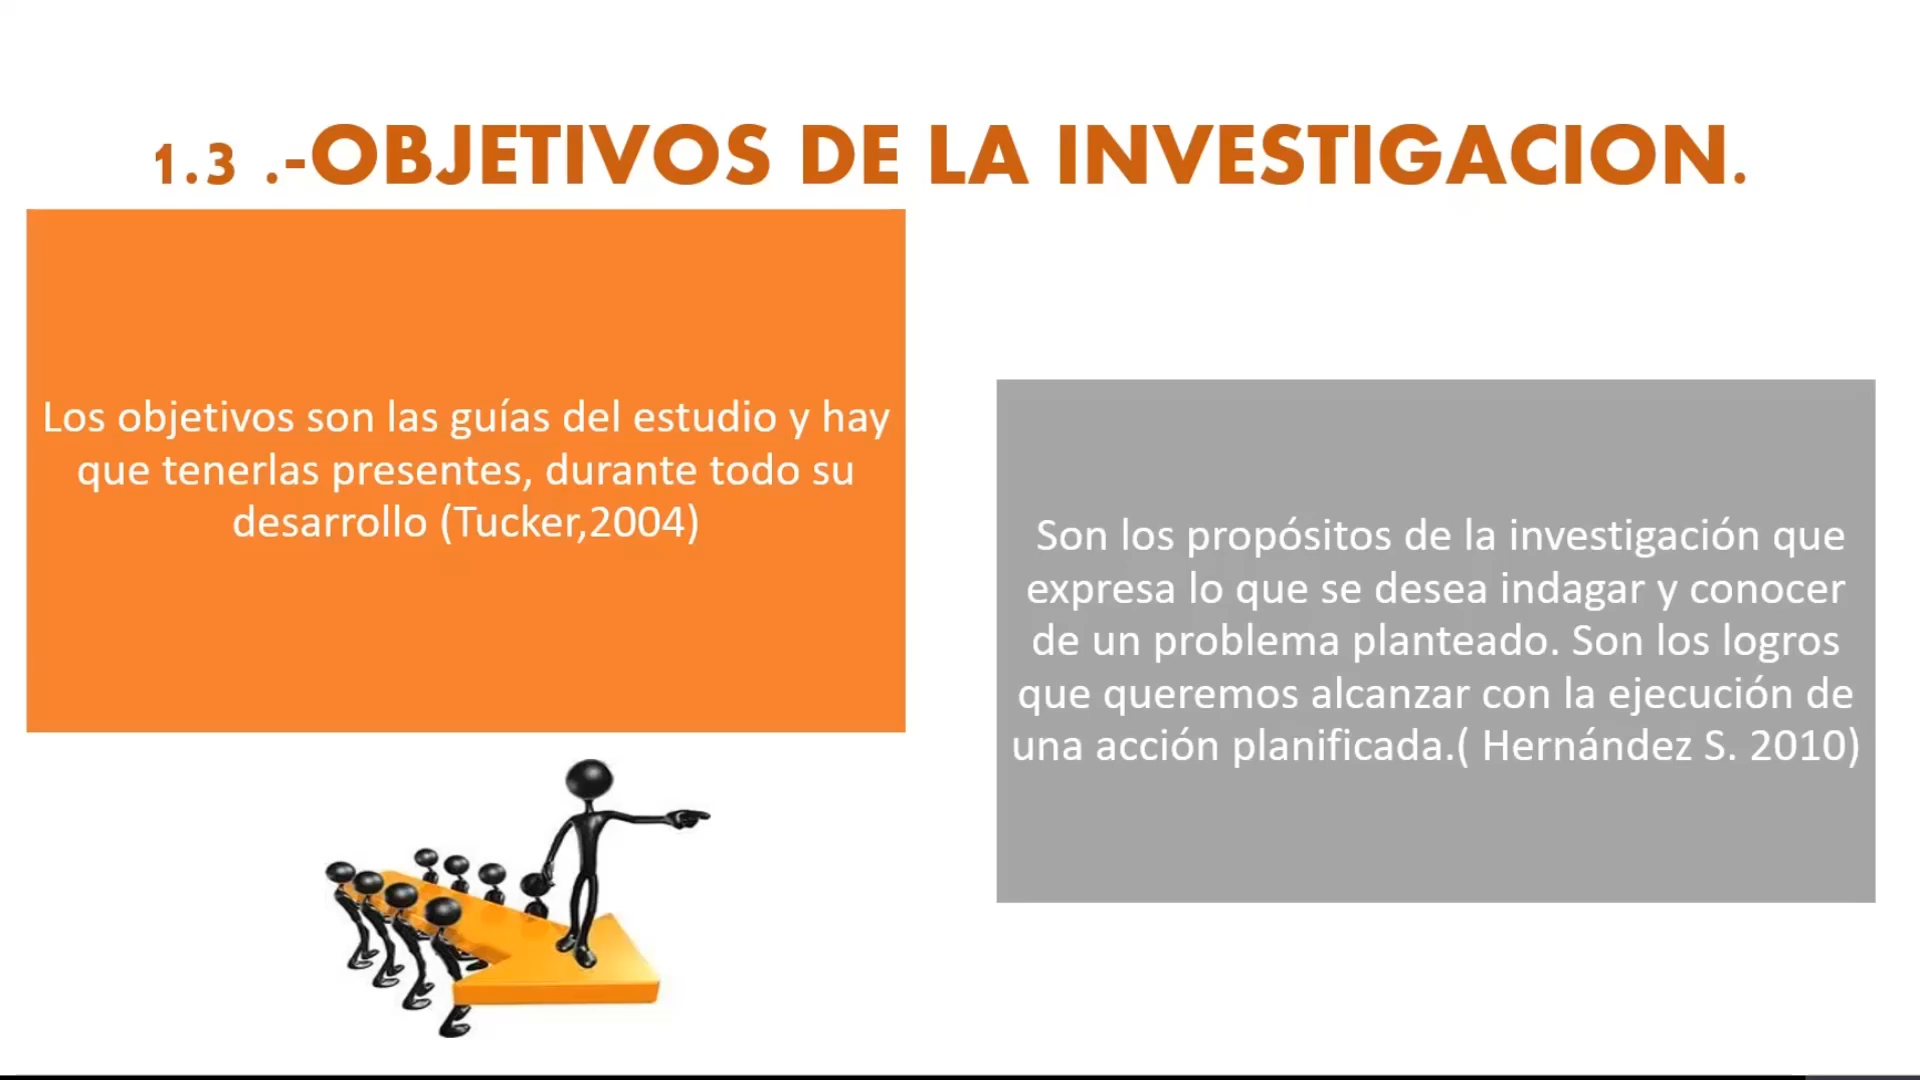 1.3 .-OBJETIVOS DE LA INVESTIGACION.
Los objetivos son las guías del estudio y hay
que tenerlas presentes, durante todo su
desarrollo (Tucker,2004)
Son los propósitos de la investigación que
expresa lo que se desea indagar y conocer
de un problema planteado. Son los logros
que queremos alcanzar con la ejecución de
una acción planificada.( Hernández S. 2010)